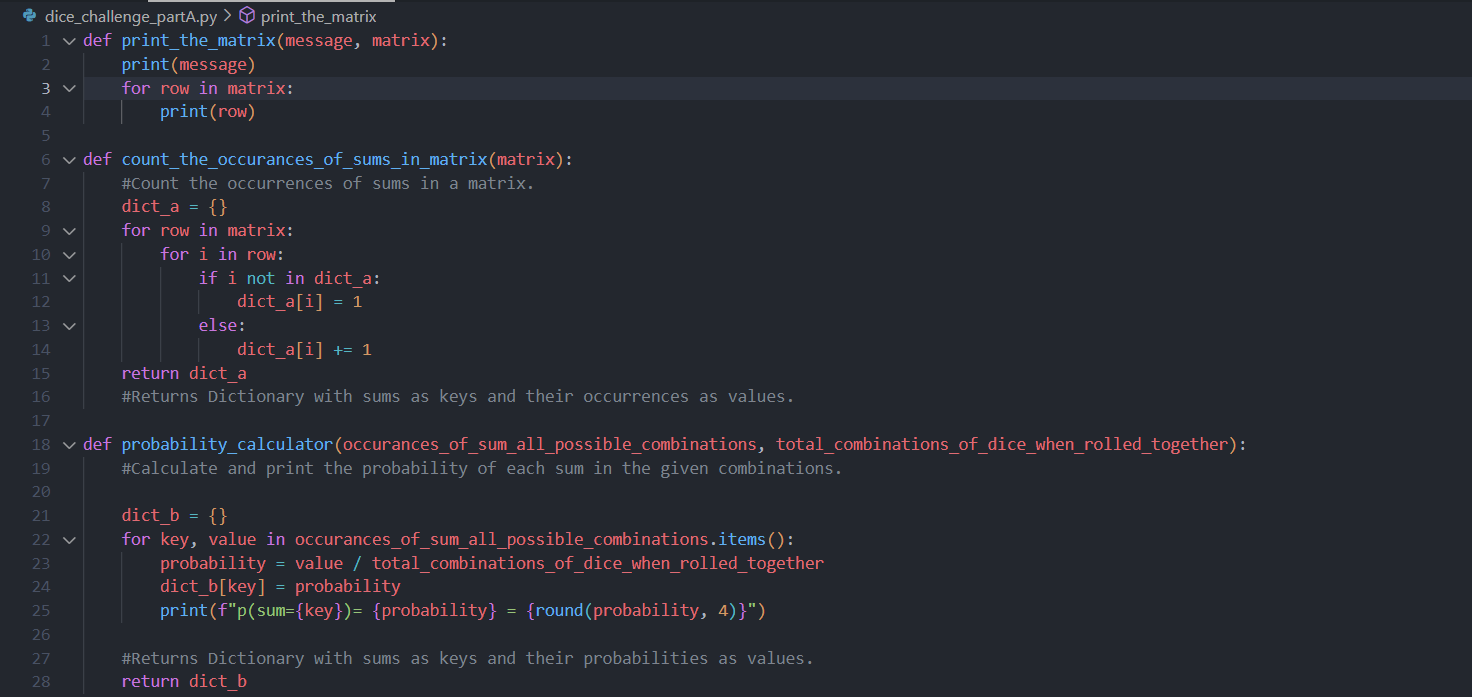 dice_challenge_partA.py > print_the_matrix
1 def print_the_matrix(message, matrix):
2     print(message)
3     for row in matrix:
4         print(row)
5
6 def count_the_occurances_of_sums_in_matrix(matrix):
7     #Count the occurrences of sums in a matrix.
8     dict_a = {}
9     for row in matrix:
10         for i in row:
11             if i not in dict_a:
12                 dict_a[i] = 1
13             else:
14                 dict_a[i] += 1
15     return dict_a
16     #Returns Dictionary with sums as keys and their occurrences as values.
17
18 def probability_calculator(occurances_of_sum_all_possible_combinations, total_combinations_of_dice_when_rolled_together):
19     #Calculate and print the probability of each sum in the given combinations.
20
21     dict_b = {}
22     for key, value in occurances_of_sum_all_possible_combinations.items():
23         probability = value / total_combinations_of_dice_when_rolled_together
24         dict_b[key] = probability
25         print(f"p(sum={key})= {probability} = {round(probability, 4)}")
26
27     #Returns Dictionary with sums as keys and their probabilities as values.
28     return dict_b